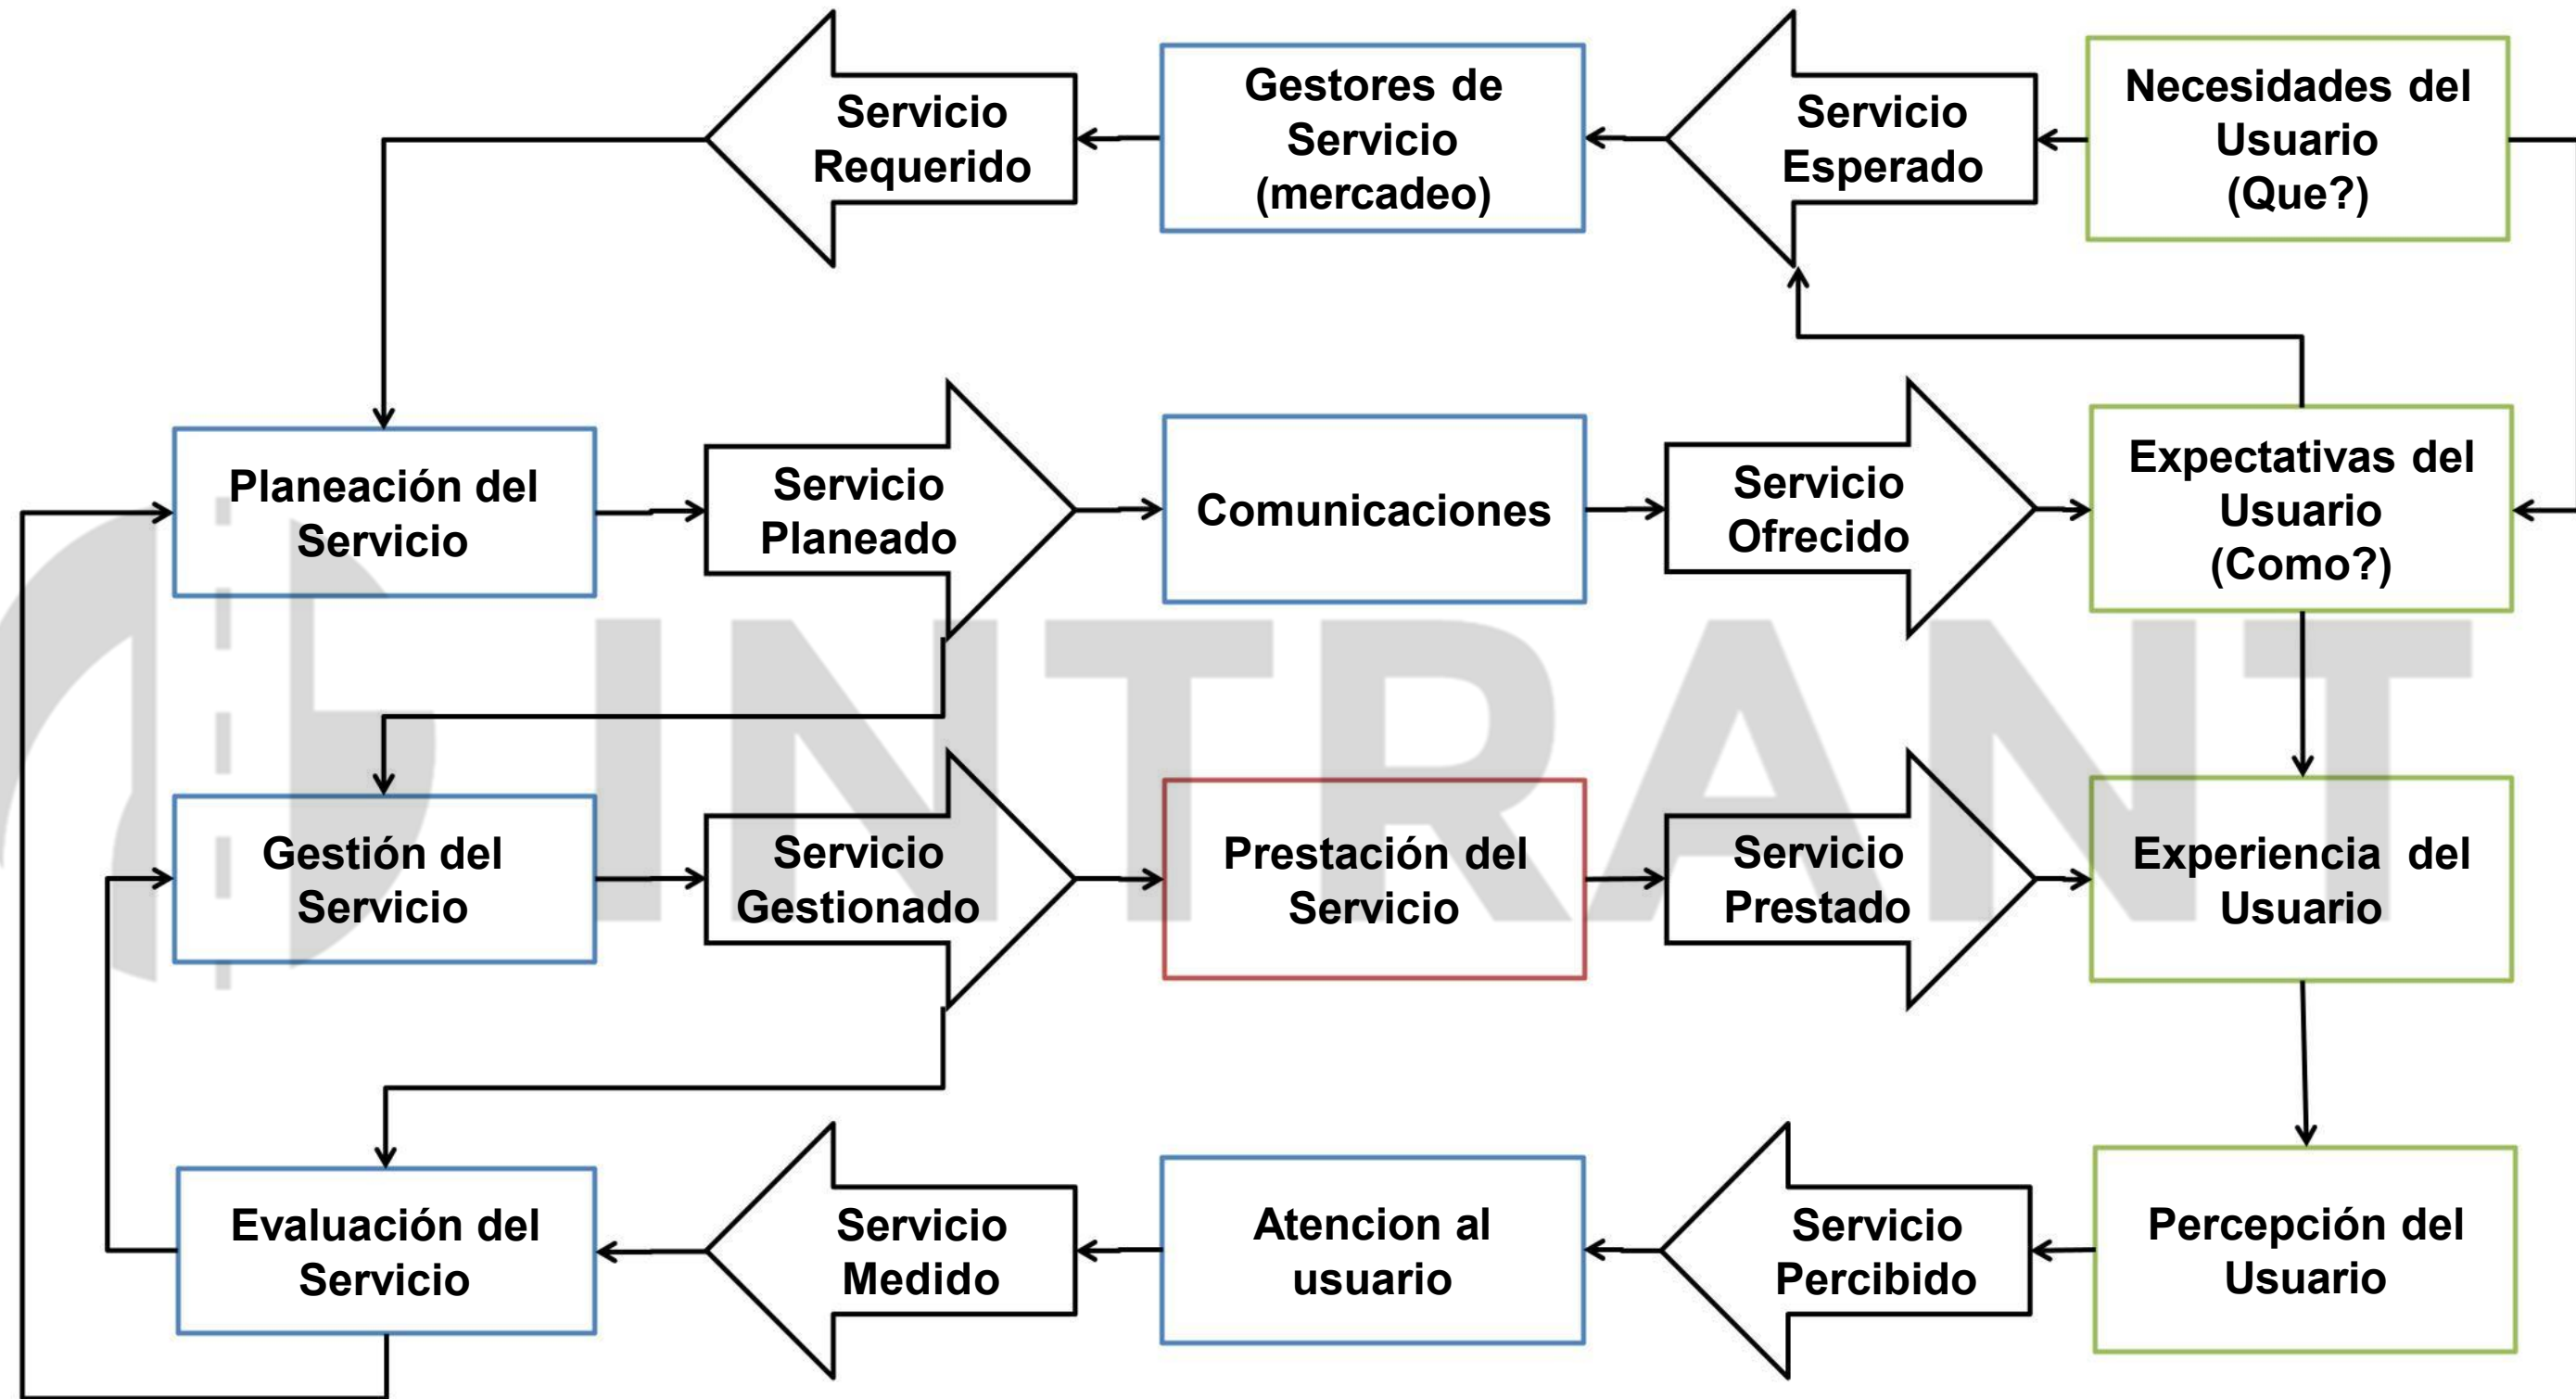 Servicio
Requerido
Gestores de
Servicio
(mercadeo)
Servicio
Esperado
Necesidades del
Usuario
(Que?)
Planeación del
Servicio
Servicio
Planeado
Comunicaciones
Servicio
Ofrecido
Expectativas del
Usuario
(Como?)
INTRANT
Gestión del
Servicio
Servicio
Gestionado
Prestación del
Servicio
Servicio
Prestado
Experiencia del
Usuario
Evaluación del
Servicio
Servicio
Medido
Atencion al
usuario
Servicio
Percibido
Percepción del
Usuario